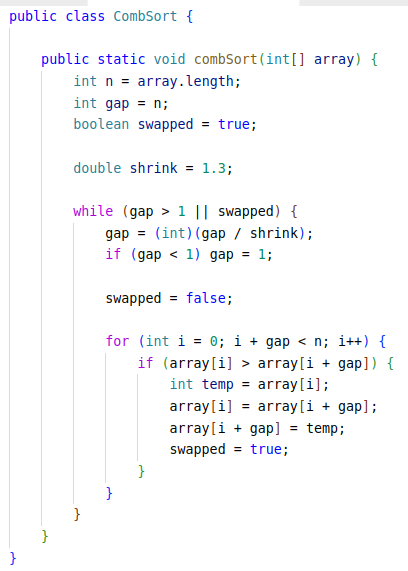 public class CombSort {
public static void combSort(int[] array) {
int n = array.length;
int gap = n;
boolean swapped = true;
double shrink = 1.3;
while (gap > 1 || swapped) {
gap = (int)(gap / shrink);
if (gap < 1) gap = 1;
swapped = false;
for (int i = 0; i + gap < n; i++) {
if (array[i] > array[i + gap]) {
int temp = array[i];
array[i] = array[i + gap];
array[i + gap] = temp;
swapped = true;
}
}
}
}
}